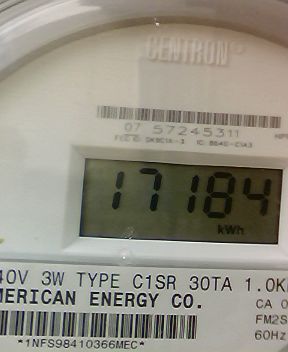 CENTRON®
07 57245311
17184
kWh
40V 3W TYPE C1SR 30TA 1.0K
MERICAN ENERGY CO.
CA 0
FM2S
60Hz
*1NFS98410366MEC*